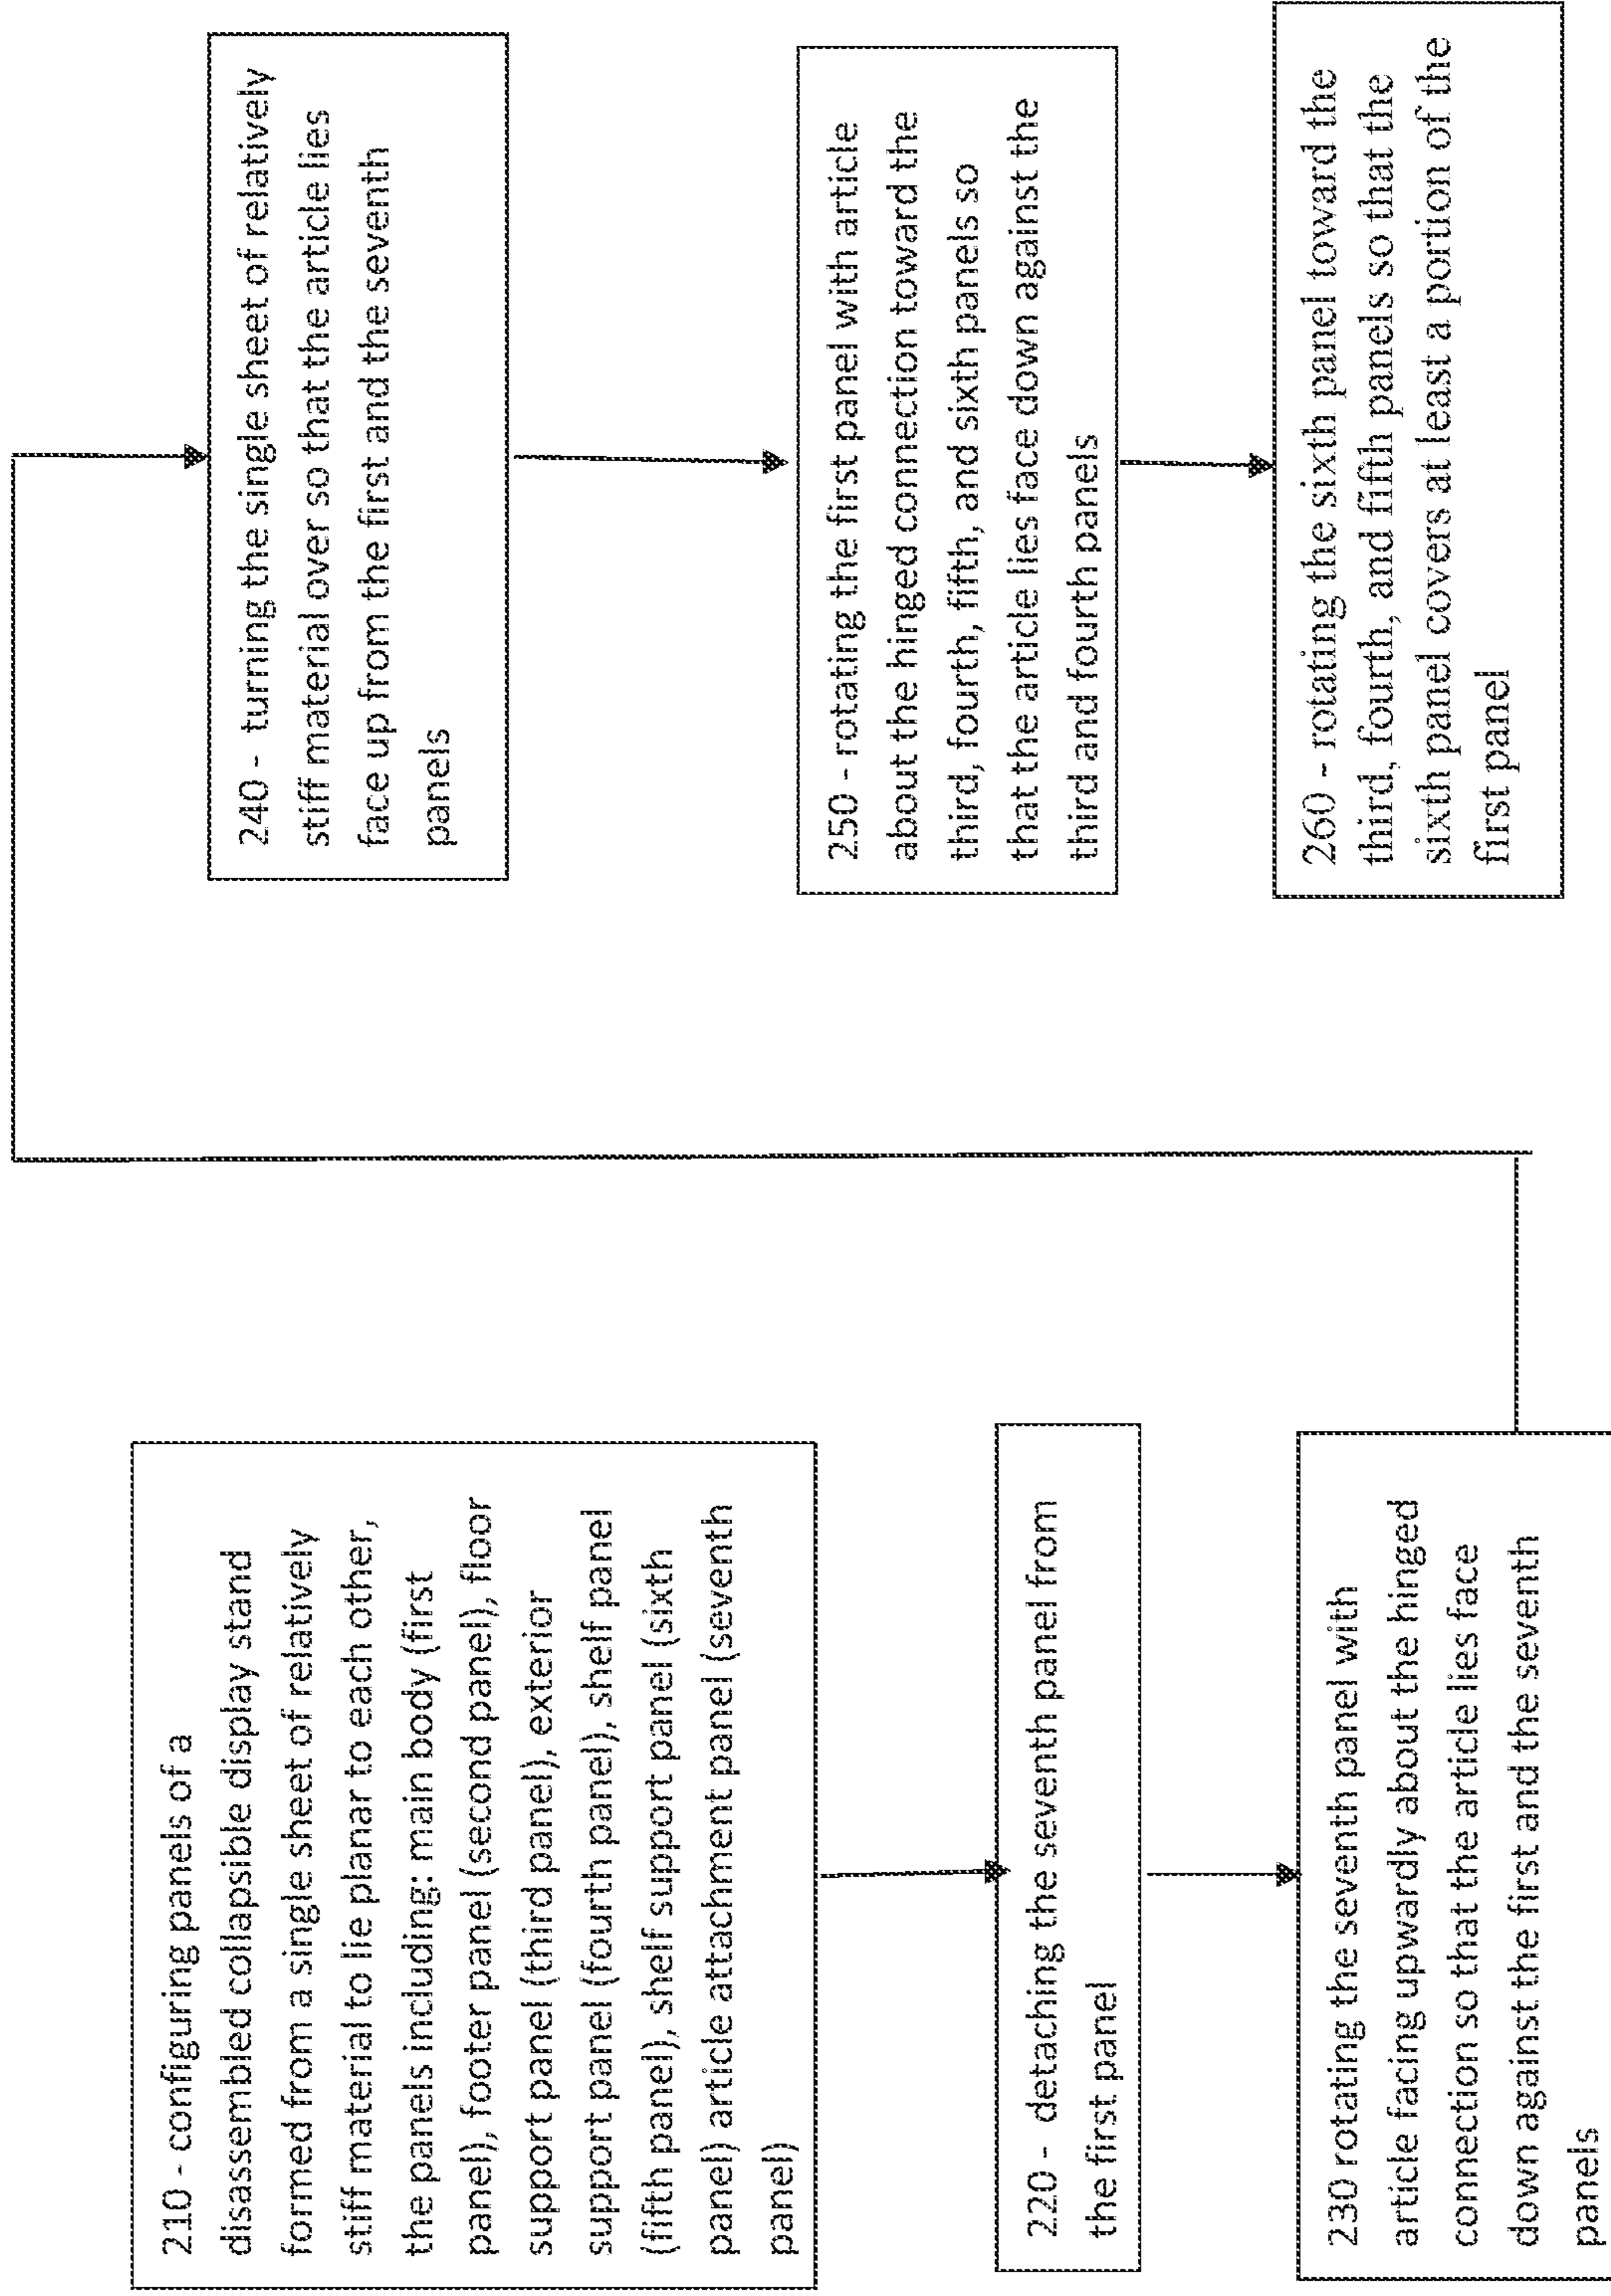 210 - configuring panels of a
disassembled collapsible display stand
formed from a single sheet of relatively
stiff material to lie planar to each other,
the panels including: main body (first
panel), footer panel (second panel), floor
support panel (third panel), exterior
support panel (fourth panel), shelf panel
(fifth panel), shelf support panel (sixth
panel) article attachment panel (seventh
panel)
220 - detaching the seventh panel from
the first panel
230 rotating the seventh panel with
article facing upwardly about the hinged
connection so that the article lies face
down against the first and the seventh
panels
240 - turning the single sheet of relatively
stiff material over so that the article lies
face up from the first and the seventh
panels
250 - rotating the first panel with article
about the hinged connection toward the
third, fourth, fifth, and sixth panels so
that the article lies face down against the
third and fourth panels
260 - rotating the sixth panel toward the
third, fourth, and fifth panels so that the
sixth panel covers at least a portion of the
first panel